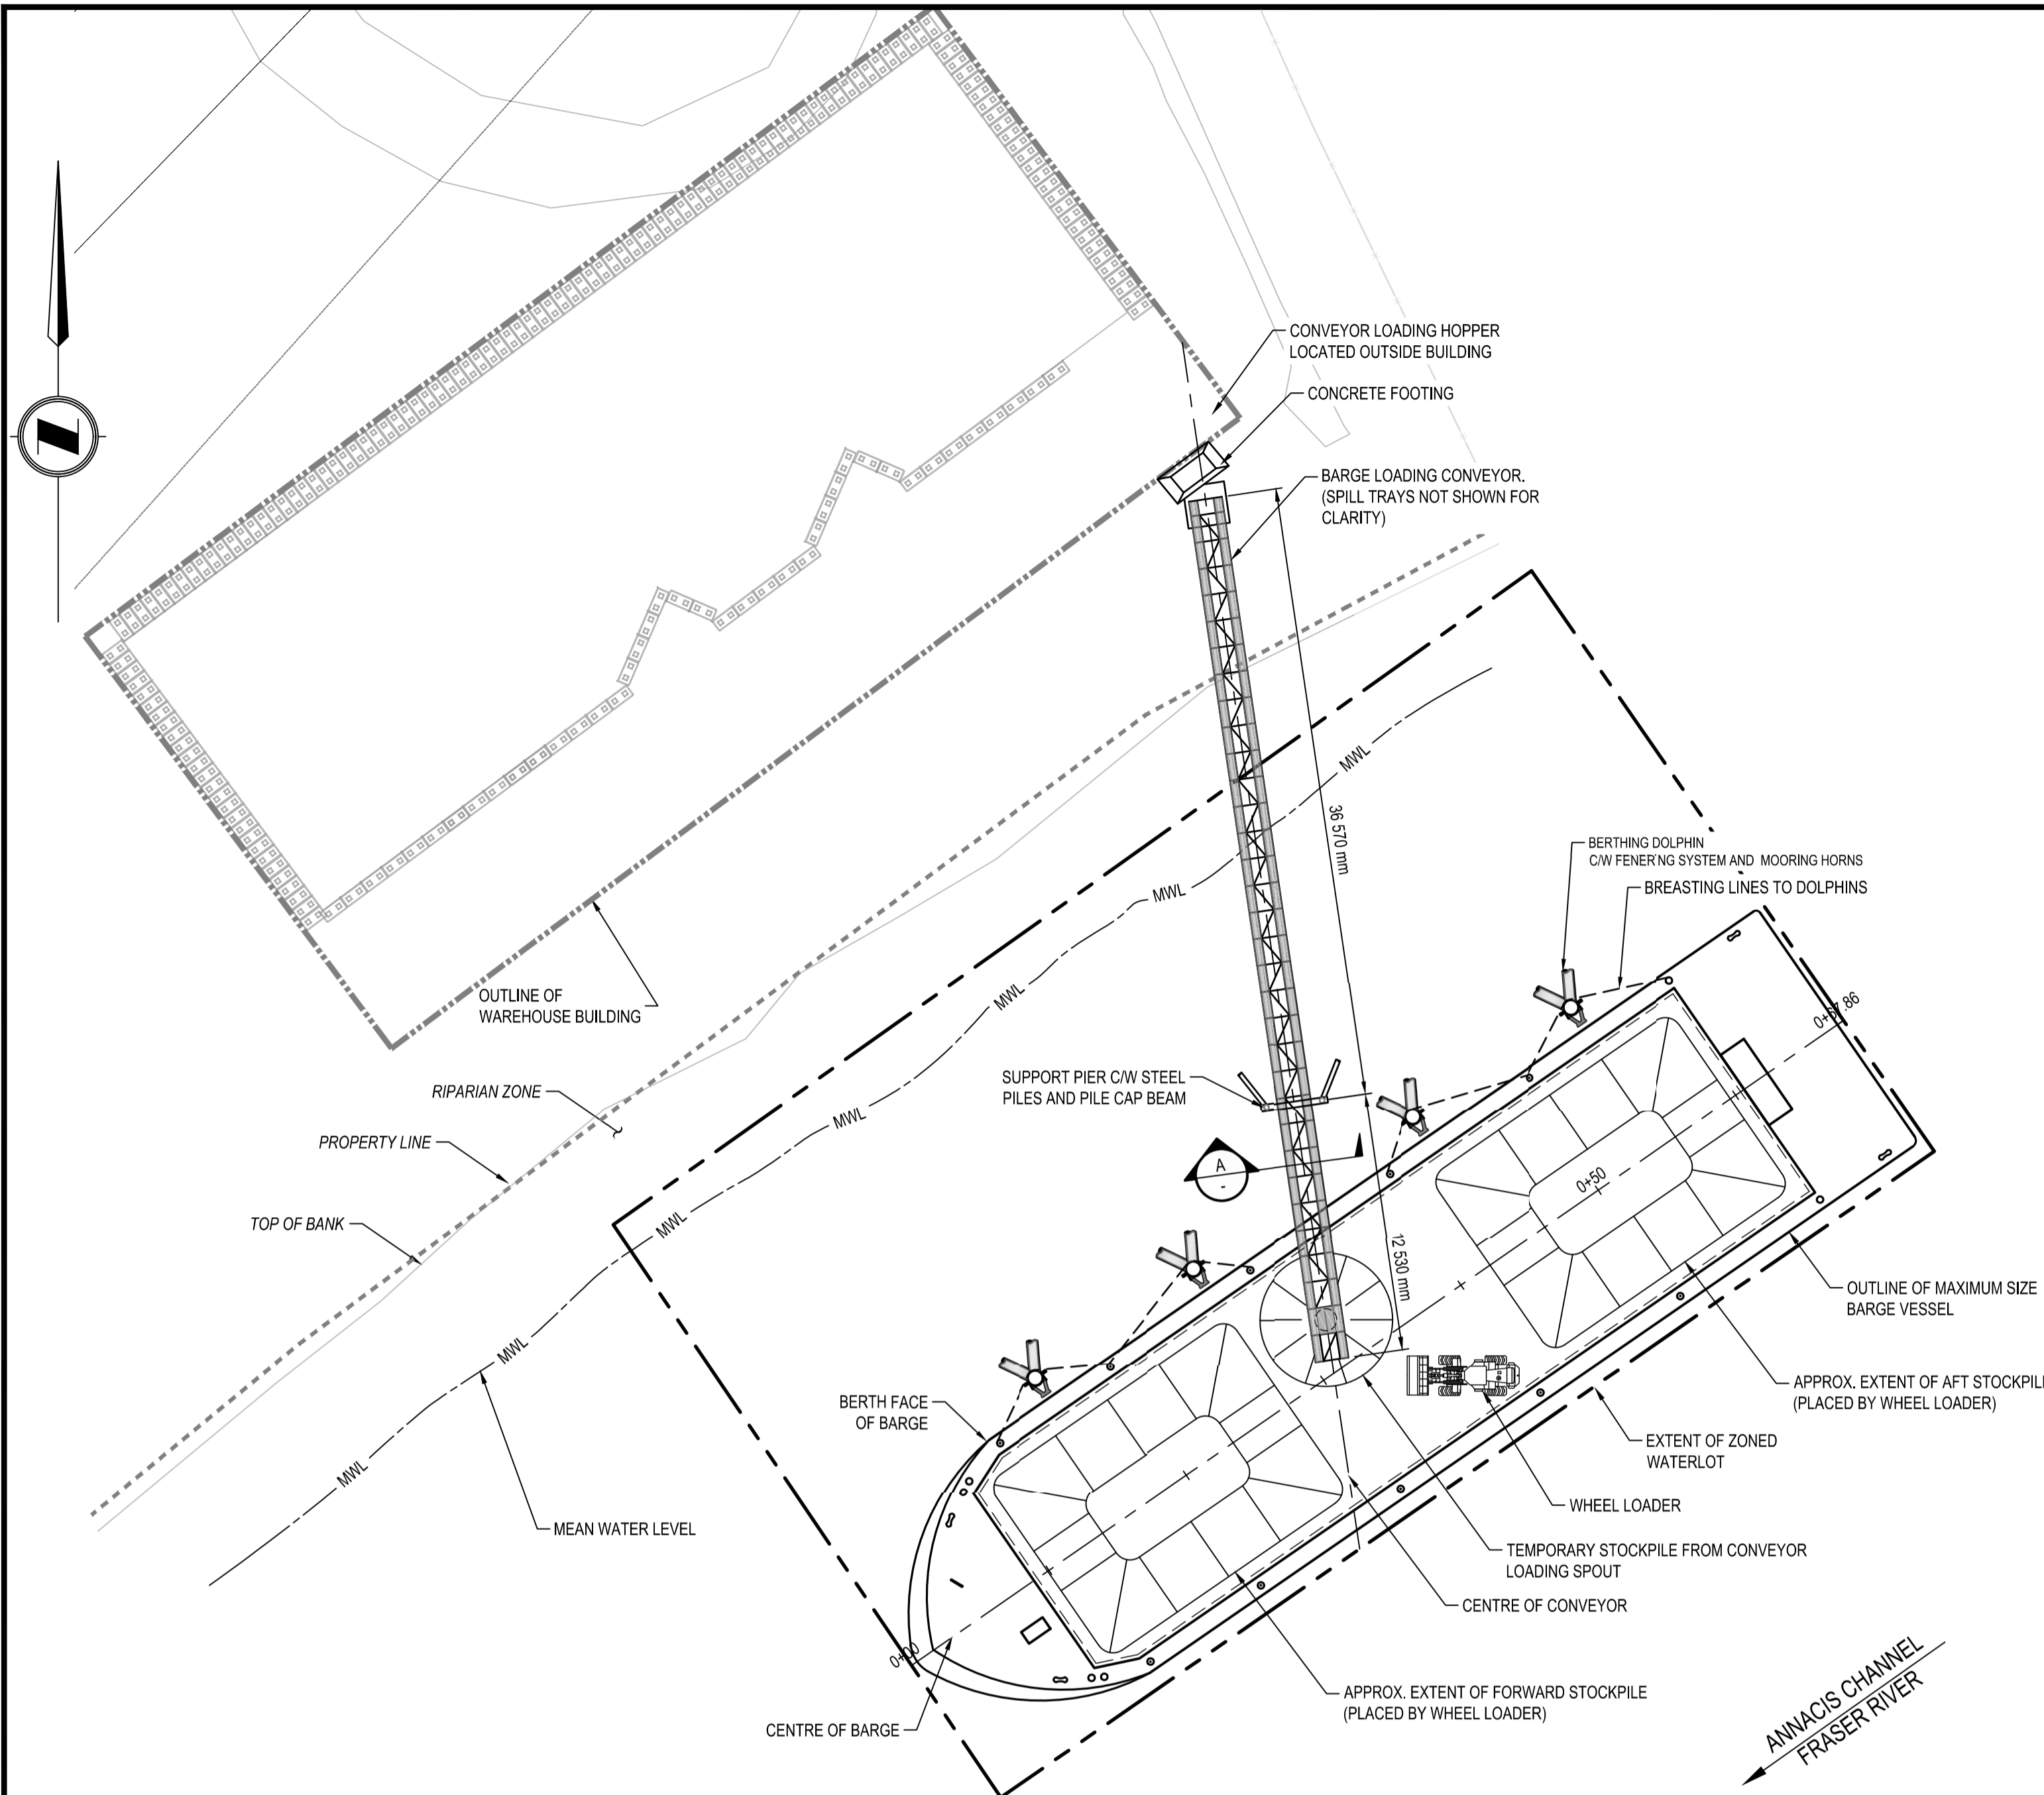 CONVEYOR LOADING HOPPER
LOCATED OUTSIDE BUILDING
CONCRETE FOOTING
BARGE LOADING CONVEYOR.
(SPILL TRAYS NOT SHOWN FOR
CLARITY)
MWL
36 570 mm
BERTHING DOLPHIN
C/W FENER'NG SYSTEM AND MOORING HORNS
BREASTING LINES TO DOLPHINS
MWL
MWL
OUTLINE OF
WAREHOUSE BUILDING
RIPARIAN ZONE
SUPPORT PIER C/W STEEL
PILES AND PILE CAP BEAM
MWL
PROPERTY LINE
A
-
0+50
TOP OF BANK
MWL
12 530 mm
OUTLINE OF MAXIMUM SIZE
BARGE VESSEL
MWL
APPROX. EXTENT OF AFT STOCKPIL
(PLACED BY WHEEL LOADER)
BERTH FACE
OF BARGE
EXTENT OF ZONED
WATERLOT
MWL
WHEEL LOADER
MEAN WATER LEVEL
TEMPORARY STOCKPILE FROM CONVEYOR
LOADING SPOUT
CENTRE OF CONVEYOR
0+00
APPROX. EXTENT OF FORWARD STOCKPILE
(PLACED BY WHEEL LOADER)
CENTRE OF BARGE
ANNACIS CHANNEL
FRASER RIVER